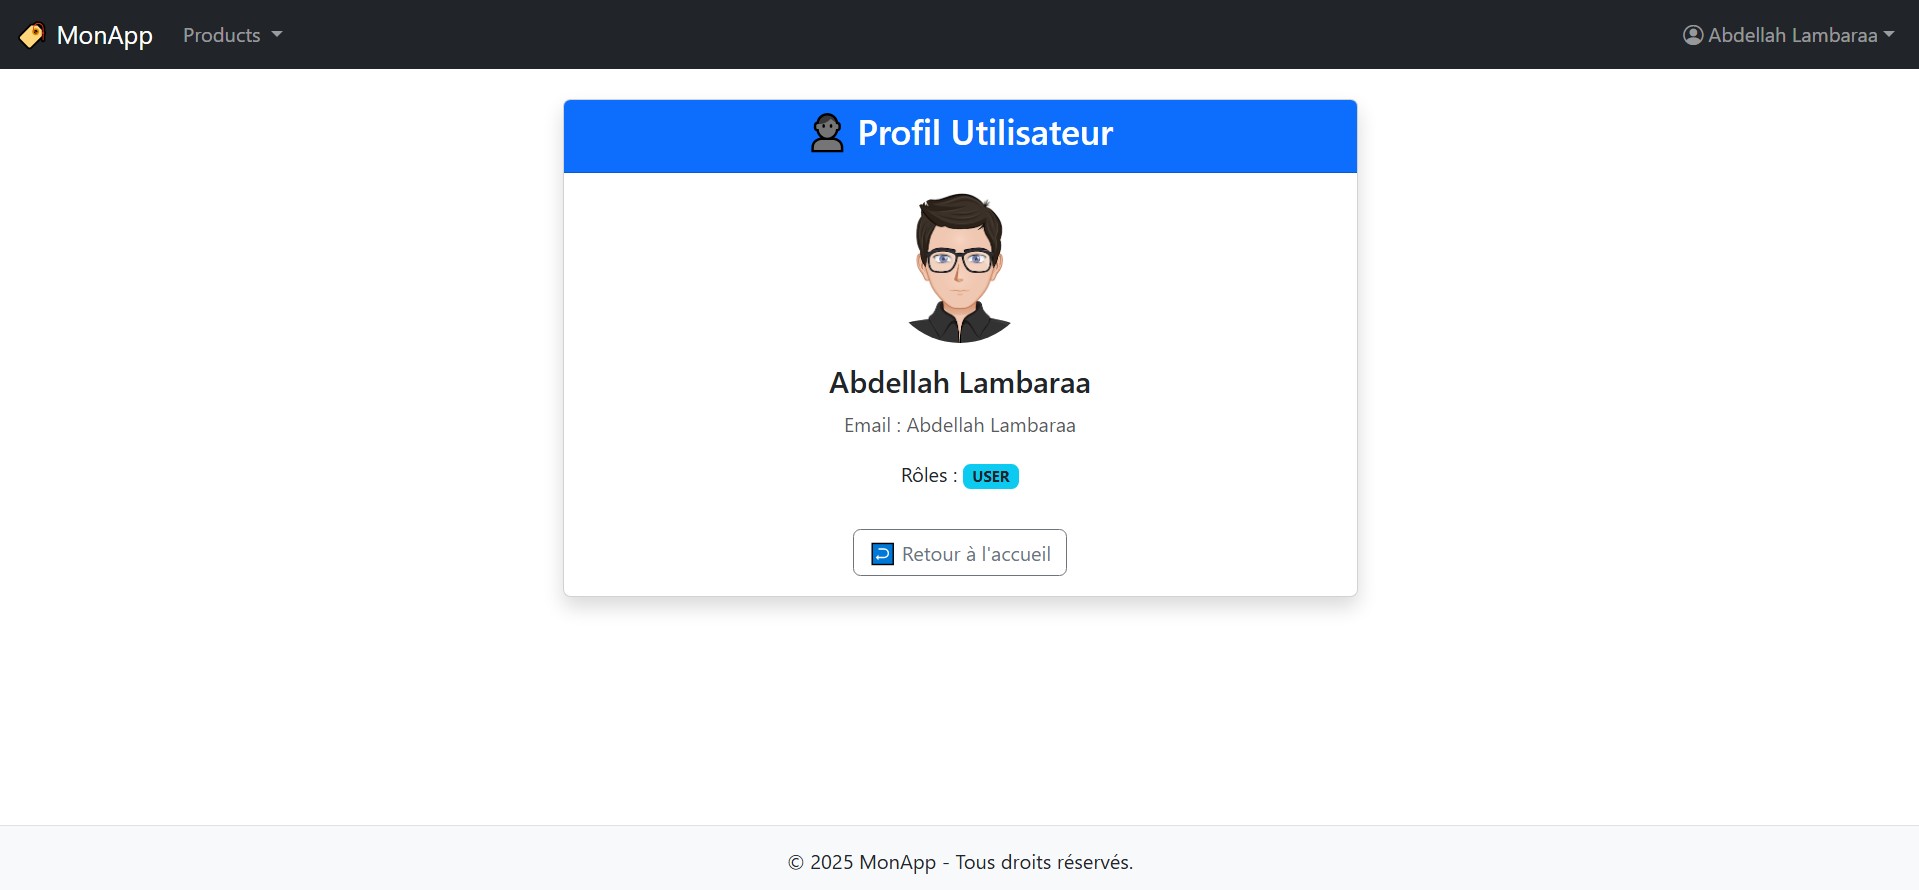 MonApp
Products
Abdellah Lambaraa
Profil Utilisateur
Abdellah Lambaraa
Email : Abdellah Lambaraa
Rôles : USER
Retour à l'accueil
© 2025 MonApp - Tous droits réservés.